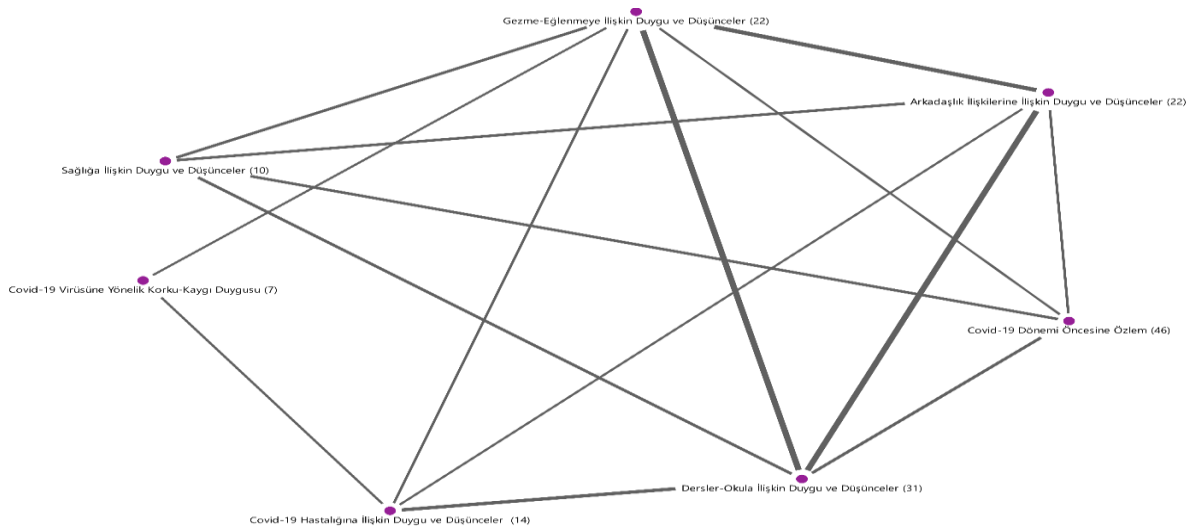 Gezme-Eğlenmeye İlişkin Duygu ve Düşünceler (22)
Arkadaşlık İlişkilerine İlişkin Duygu ve Düşünceler (22)
Sağlığa İlişkin Duygu ve Düşünceler (10)
Covid-19 Virüsüne Yönelik Korku-Kaygı Duygusu (7)
Covid-19 Dönemi Öncesine Özlem (46)
Dersler-Okula İlişkin Duygu ve Düşünceler (31)
Covid-19 Hastalığına İlişkin Duygu ve Düşünceler (14)